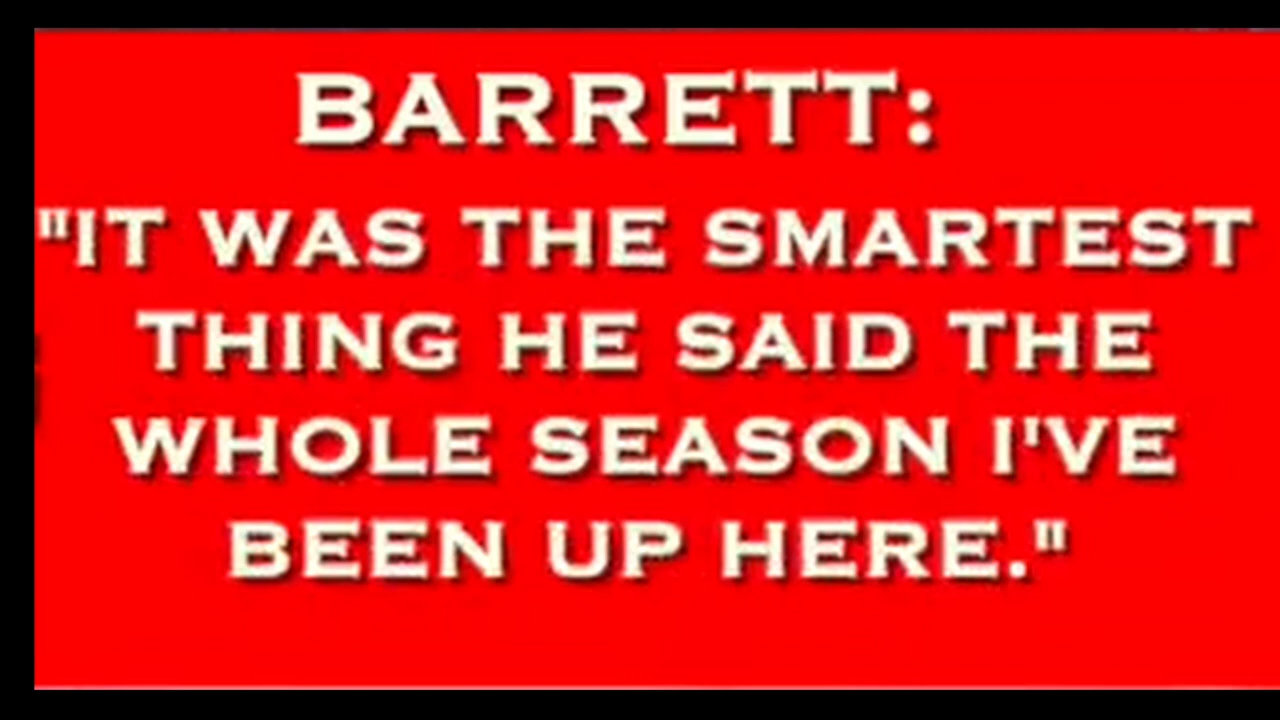 BARRETT:
"IT WAS THE SMARTEST
THING HE SAID THE
WHOLE SEASON I'VE
BEEN UP HERE."